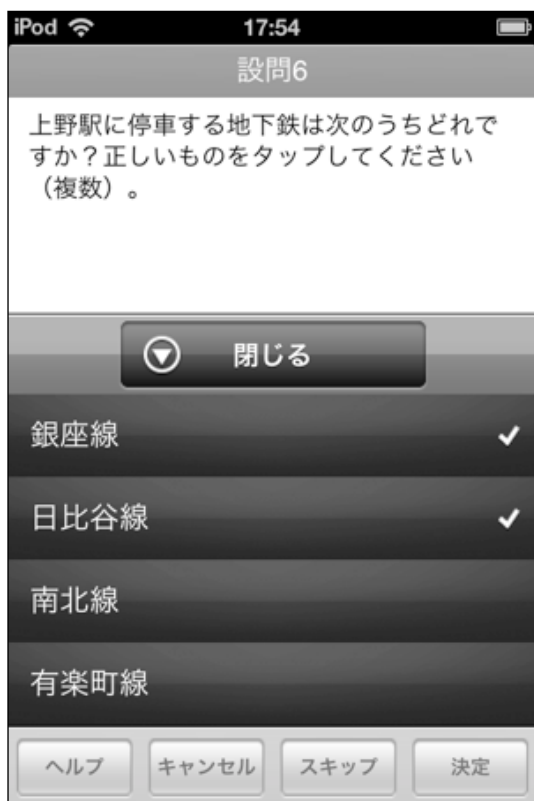 iPod 17:54
設問6
上野駅に停車する地下鉄は次のうちどれで
すか？正しいものをタップしてください
（複数）。
閉じる
銀座線
日比谷線
南北線
有楽町線
ヘルプ キャンセル スキップ 決定